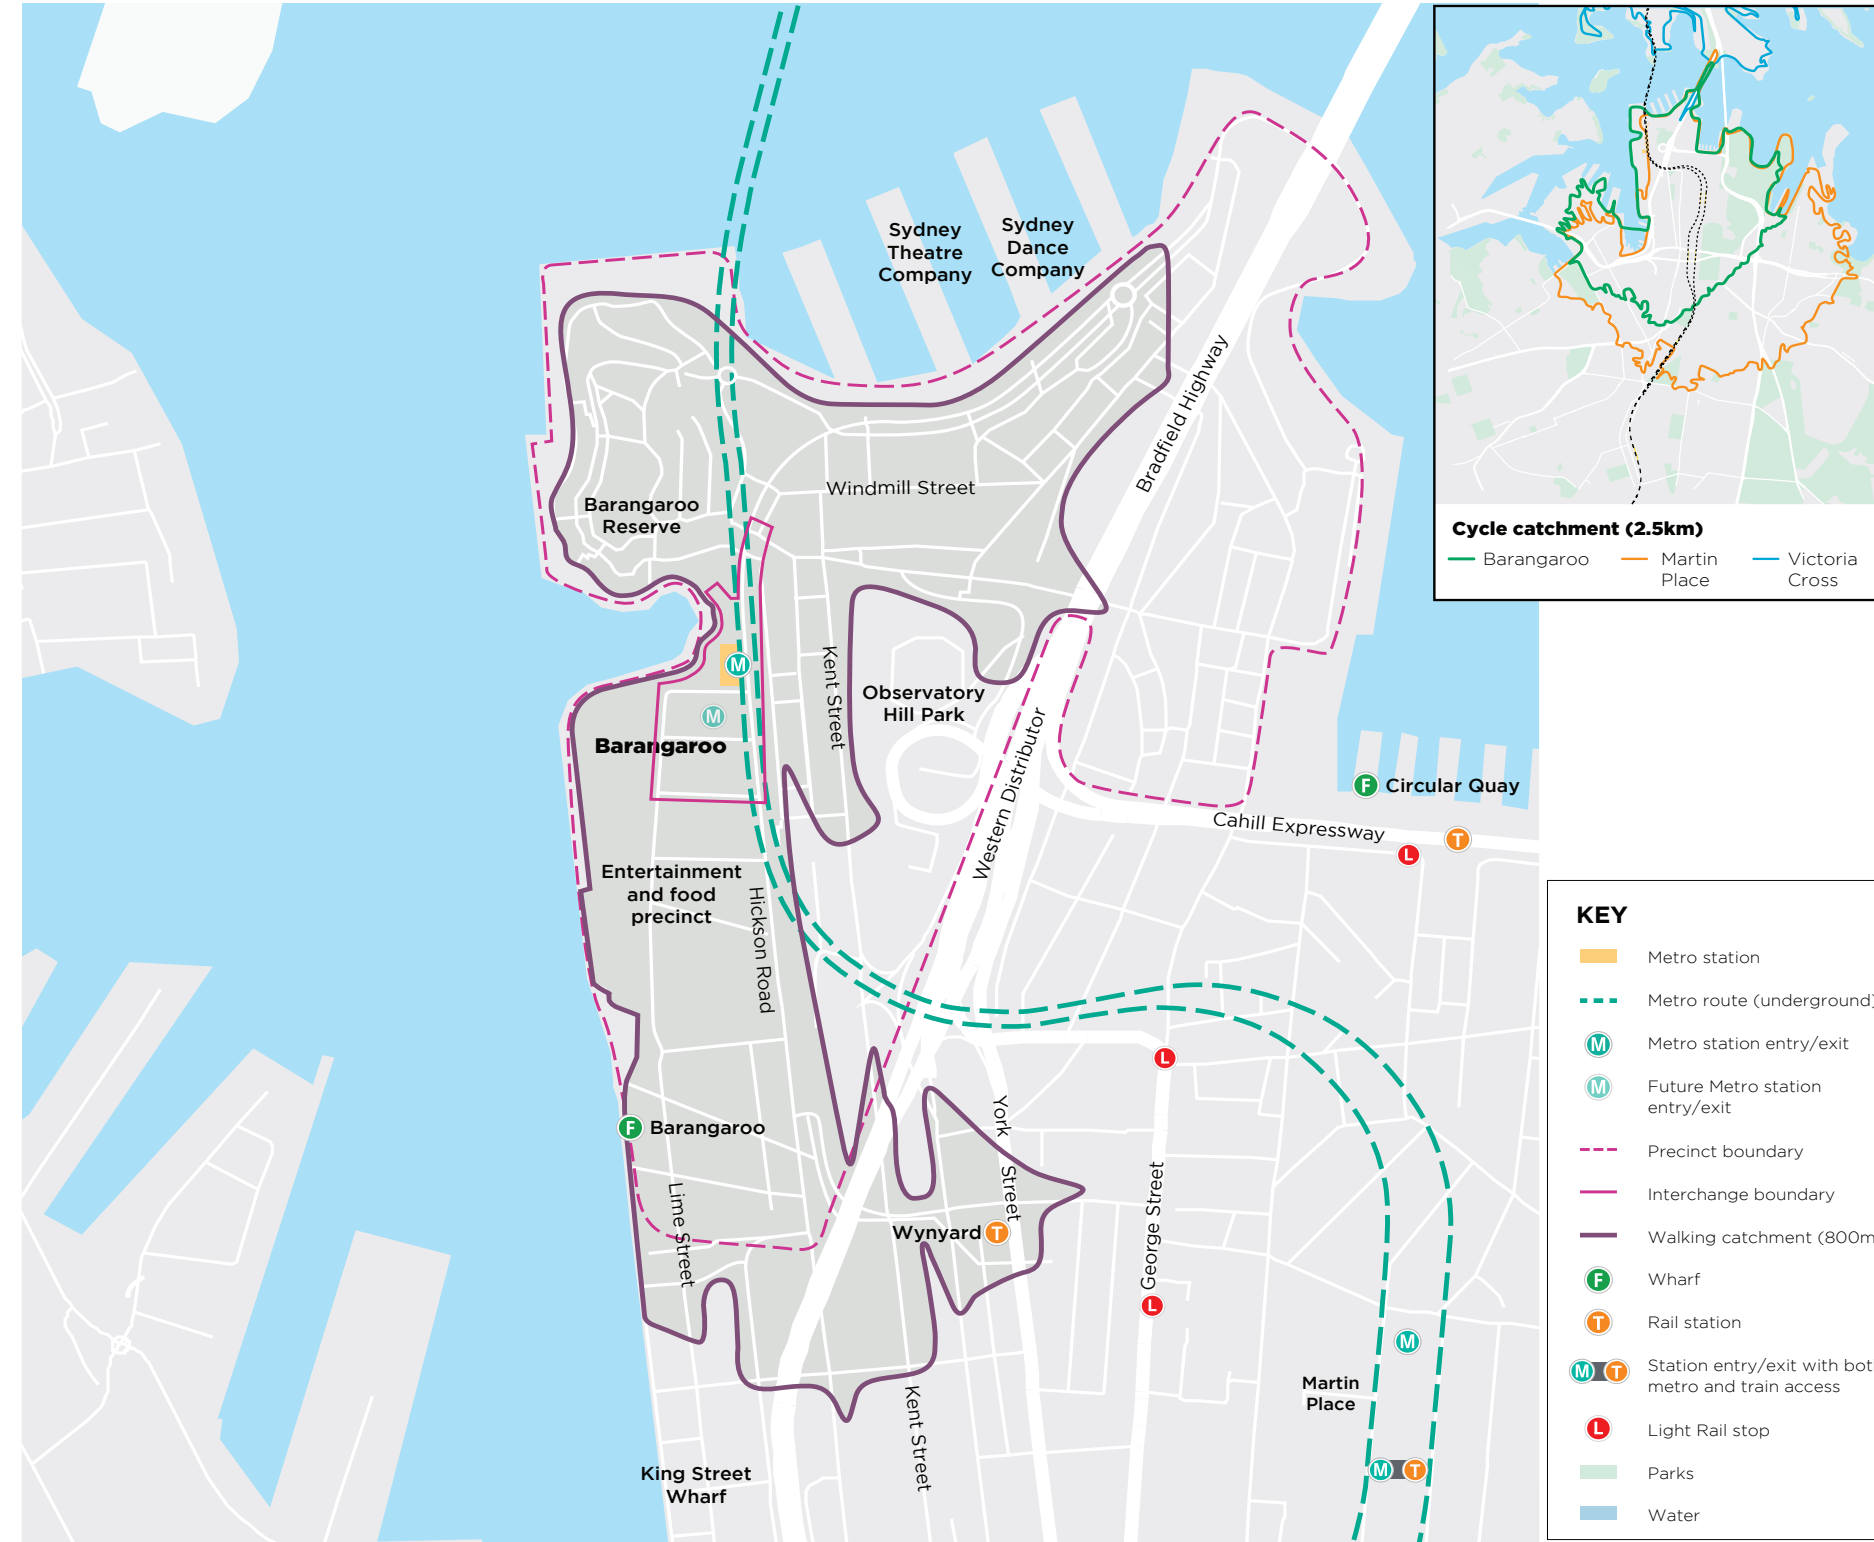 Sydney
Theatre
Company
Sydney
Dance
Company
Bradfield Highway
Windmill Street
Barangaroo
Reserve
Kent Street
Observatory
Hill Park
Western Distributor
Barangaroo
F
Circular Quay
Cahill Expressway
T
L
M
M
Entertainment
and food
precinct
Hickson Road
L
York
Street
F
Barangaroo
Lime Street
Wynyard
T
George Street
L
M
Martin
Place
M
T
Kent Street
King Street
Wharf
Cycle catchment (2.5km)
Barangaroo
Martin
Place
Victoria
Cross
KEY
Metro station
Metro route (underground)
M
Metro station entry/exit
M
Future Metro station
entry/exit
Precinct boundary
Interchange boundary
Walking catchment (800m
F
Wharf
T
Rail station
M
T
Station entry/exit with bot
metro and train access
L
Light Rail stop
Parks
Water